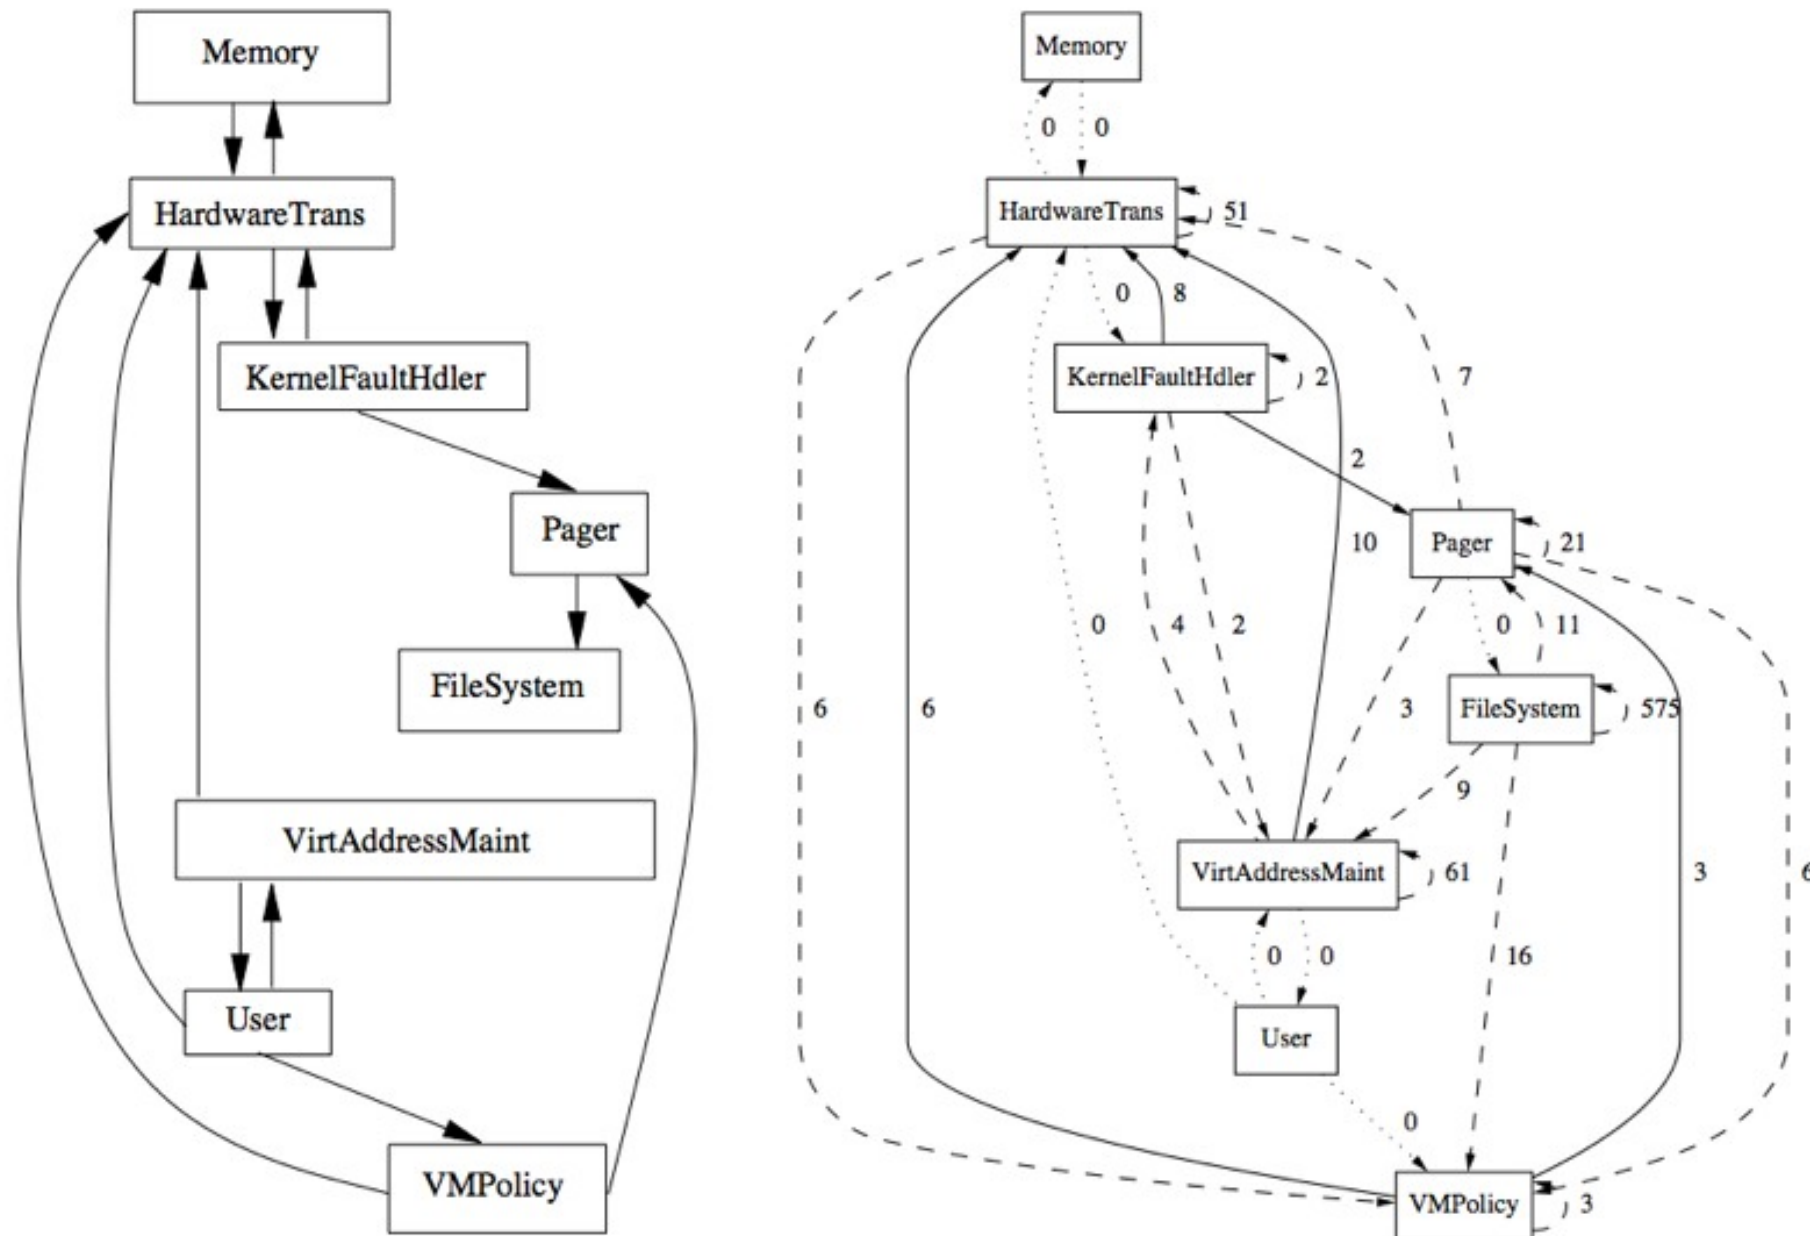 Memory
HardwareTrans
KernelFaultHdler
Pager
FileSystem
VirtAddressMaint
User
VMPolicy
Memory
0 0
HardwareTrans 51
0 8
KernelFaultHdler 2
7
2
10
Pager 21
0 4 2
0 11
6 6
3
FileSystem 575
9
VirtAddressMaint 61
3 6
0 0
16
User
0
VMPolicy 3